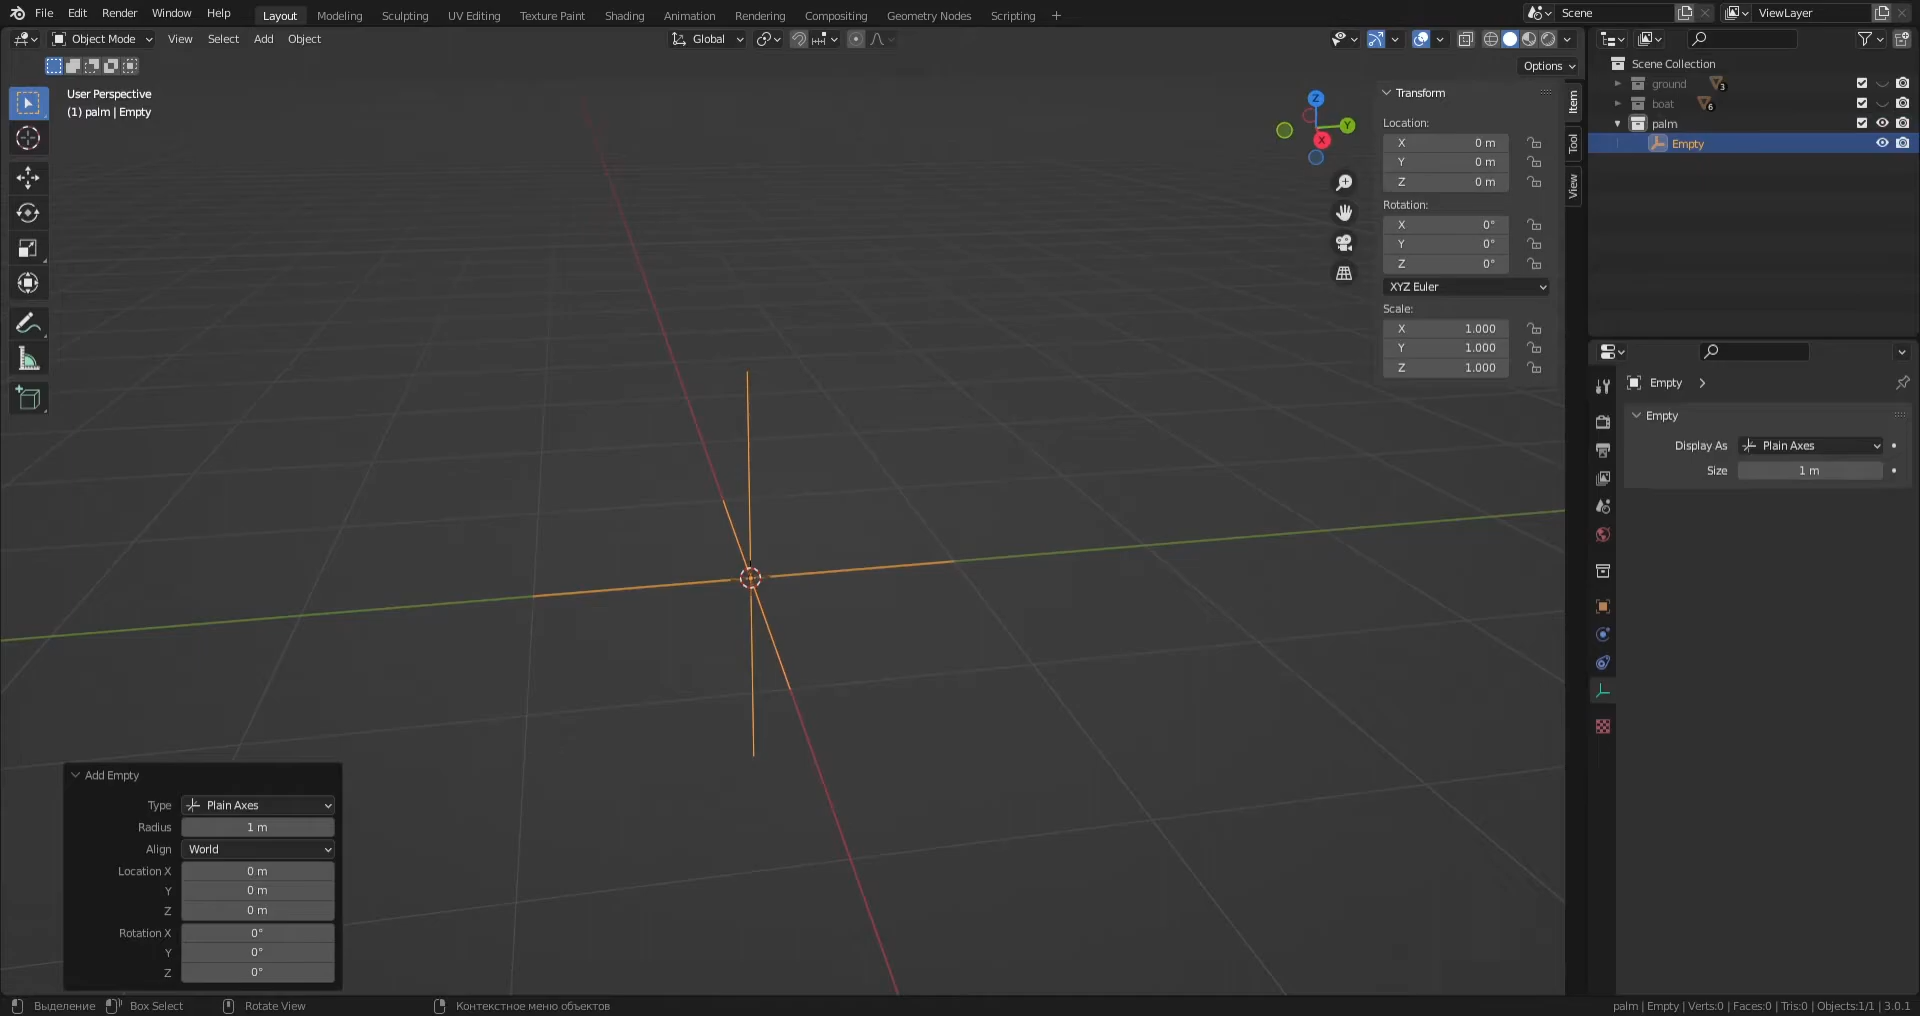 File Edit Render Window Help Layout Modeling Sculpting UV Editing Texture Paint Shading Animation Rendering Compositing Geometry Nodes Scripting + Scene ViewLayer
Object Mode View Select Add Object Global
Options
User Perspective
(1) palm | Empty
Z
Y
X
Transform
Location:
X 0 m
Y 0 m
Z 0 m
Rotation:
X 0°
Y 0°
Z 0°
XYZ Euler
Scale:
X 1.000
Y 1.000
Z 1.000
Item
Tool
View
Scene Collection
ground 3
boat 6
palm
Empty
Empty
Empty
Display As Plain Axes
Size 1 m
Add Empty
Type Plain Axes
Radius 1 m
Align World
Location X 0 m
Y 0 m
Z 0 m
Rotation X 0°
Y 0°
Z 0°
Выделение Box Select Rotate View Контекстное меню объектов palm | Empty | Verts:0 | Faces:0 | Tris:0 | Objects:1/1 | 3.0.1